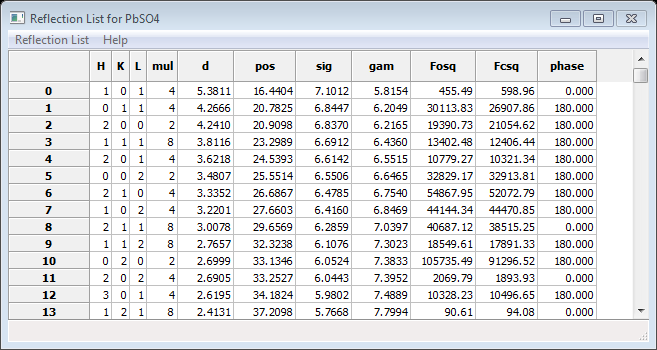 Reflection List for PbSO4
Reflection List Help
H K L mul d pos sig gam Fosq Fcsq phase
0 1 0 1 4 5.3811 16.4404 7.1012 5.8154 455.49 598.96 0.000
1 0 1 1 4 4.2666 20.7825 6.8447 6.2049 30113.83 26907.86 180.000
2 2 0 0 2 4.2410 20.9098 6.8370 6.2165 19390.73 21054.62 180.000
3 1 1 1 8 3.8116 23.2989 6.6912 6.4360 13402.48 12406.44 180.000
4 2 0 1 4 3.6218 24.5393 6.6142 6.5515 10779.27 10321.34 180.000
5 0 0 2 2 3.4807 25.5514 6.5506 6.6465 32829.17 32913.81 180.000
6 2 1 0 4 3.3352 26.6867 6.4785 6.7540 54867.95 52072.79 180.000
7 1 0 2 4 3.2201 27.6603 6.4160 6.8469 44144.34 44470.85 180.000
8 2 1 1 8 3.0078 29.6569 6.2859 7.0397 40687.12 38515.25 0.000
9 1 1 2 8 2.7657 32.3238 6.1076 7.3023 18549.61 17891.33 180.000
10 0 2 0 2 2.6999 33.1346 6.0524 7.3833 105735.49 91296.52 180.000
11 2 0 2 4 2.6905 33.2527 6.0443 7.3952 2069.79 1893.93 0.000
12 3 0 1 4 2.6195 34.1824 5.9802 7.4889 10328.23 10496.65 180.000
13 1 2 1 8 2.4131 37.2098 5.7668 7.7994 90.61 94.08 0.000